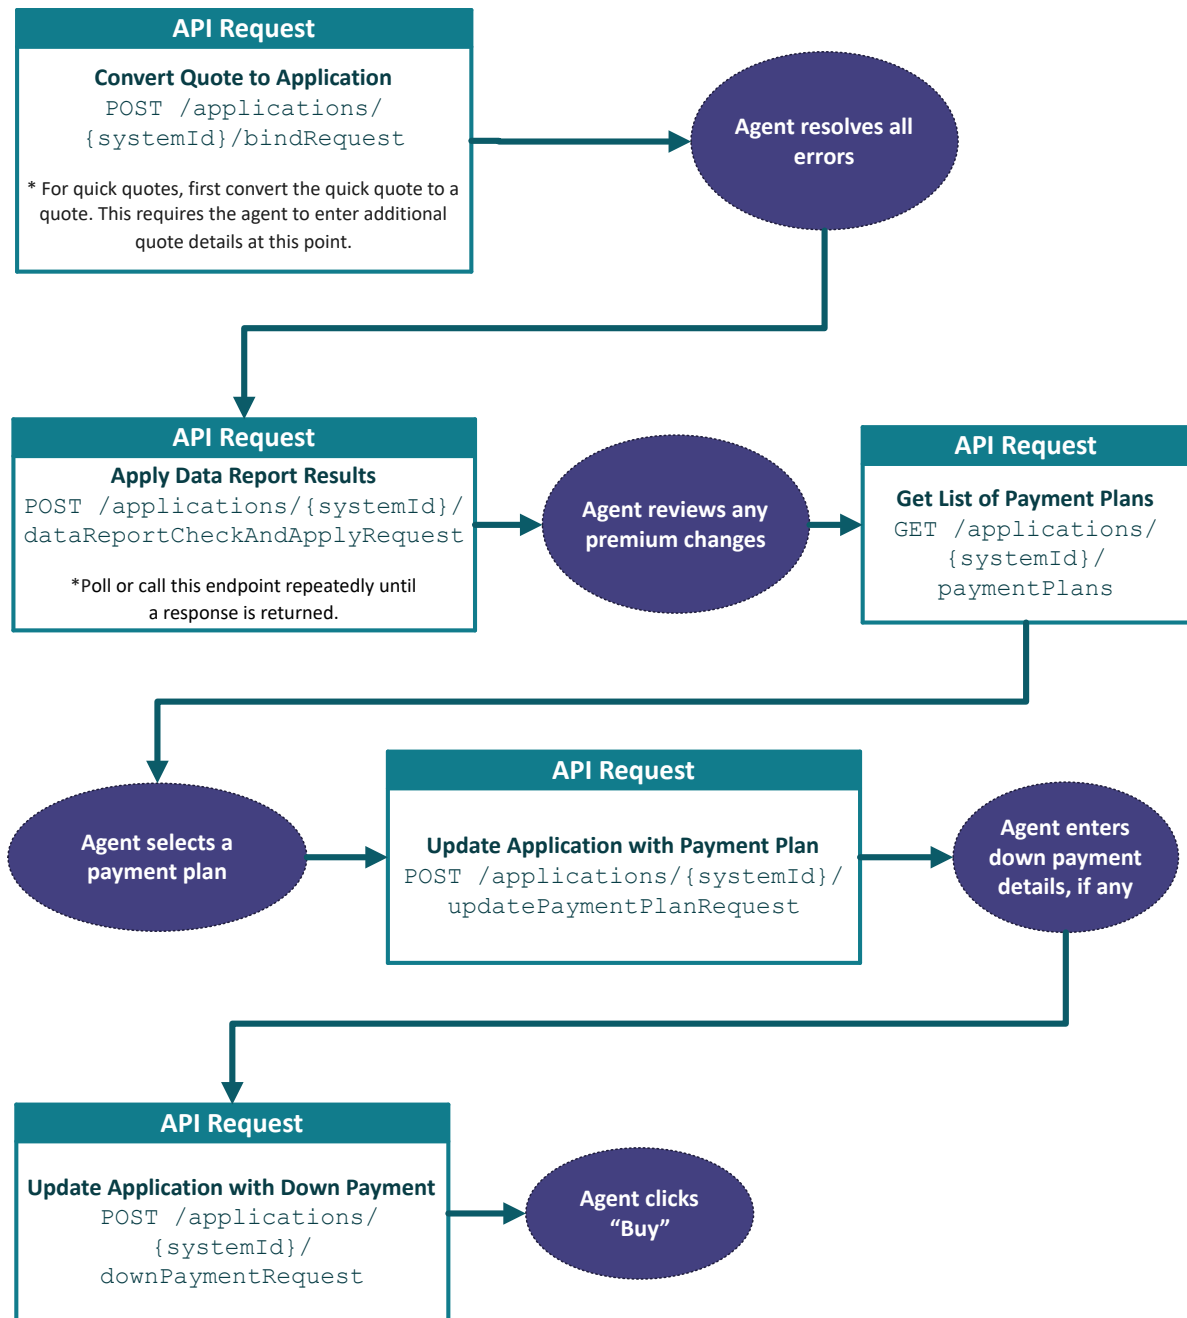 API Request
Convert Quote to Application
POST /applications/
{systemId}/bindRequest
* For quick quotes, first convert the quick quote to a
quote. This requires the agent to enter additional
quote details at this point.
Agent resolves all
errors
API Request
Apply Data Report Results
POST /applications/{systemId}/
dataReportCheckAndApplyRequest
*Poll or call this endpoint repeatedly until
a response is returned.
Agent reviews any
premium changes
API Request
Get List of Payment Plans
GET /applications/
{systemId}/
paymentPlans
Agent selects a
payment plan
API Request
Update Application with Payment Plan
POST /applications/{systemId}/
updatePaymentPlanRequest
Agent enters
down payment
details, if any
API Request
Update Application with Down Payment
POST /applications/
{systemId}/
downPaymentRequest
Agent clicks
“Buy”